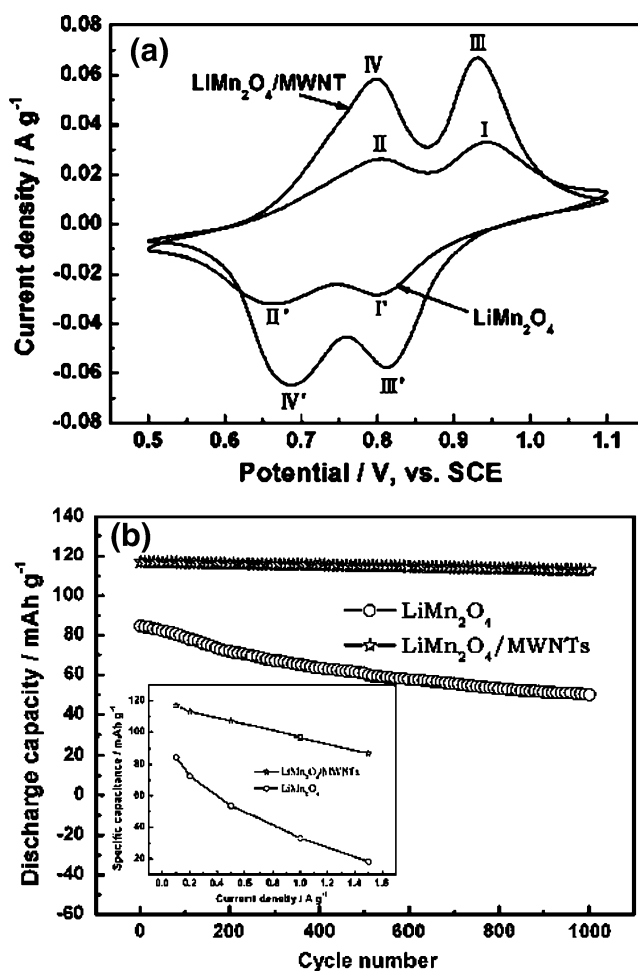 (a)
Current density / A g⁻¹
0.08
0.06
0.04
0.02
0.00
-0.02
-0.04
-0.06
-0.08
LiMn₂O₄/MWNT
IV
III
II
I
II'
I'
LiMn₂O₄
IV'
III'
0.5 0.6 0.7 0.8 0.9 1.0 1.1
Potential / V, vs. SCE
(b)
Discharge capacity / mAh g⁻¹
140
120
100
80
60
40
20
0
-20
-40
-60
LiMn₂O₄
LiMn₂O₄/MWNTs
Specific capacitance / mAh g⁻¹
120
100
80
60
40
20
LiMn₂O₄/MWNTs
LiMn₂O₄
0.0 0.2 0.4 0.6 0.8 1.0 1.2 1.4 1.6
Current density / A g⁻¹
0 200 400 600 800 1000
Cycle number